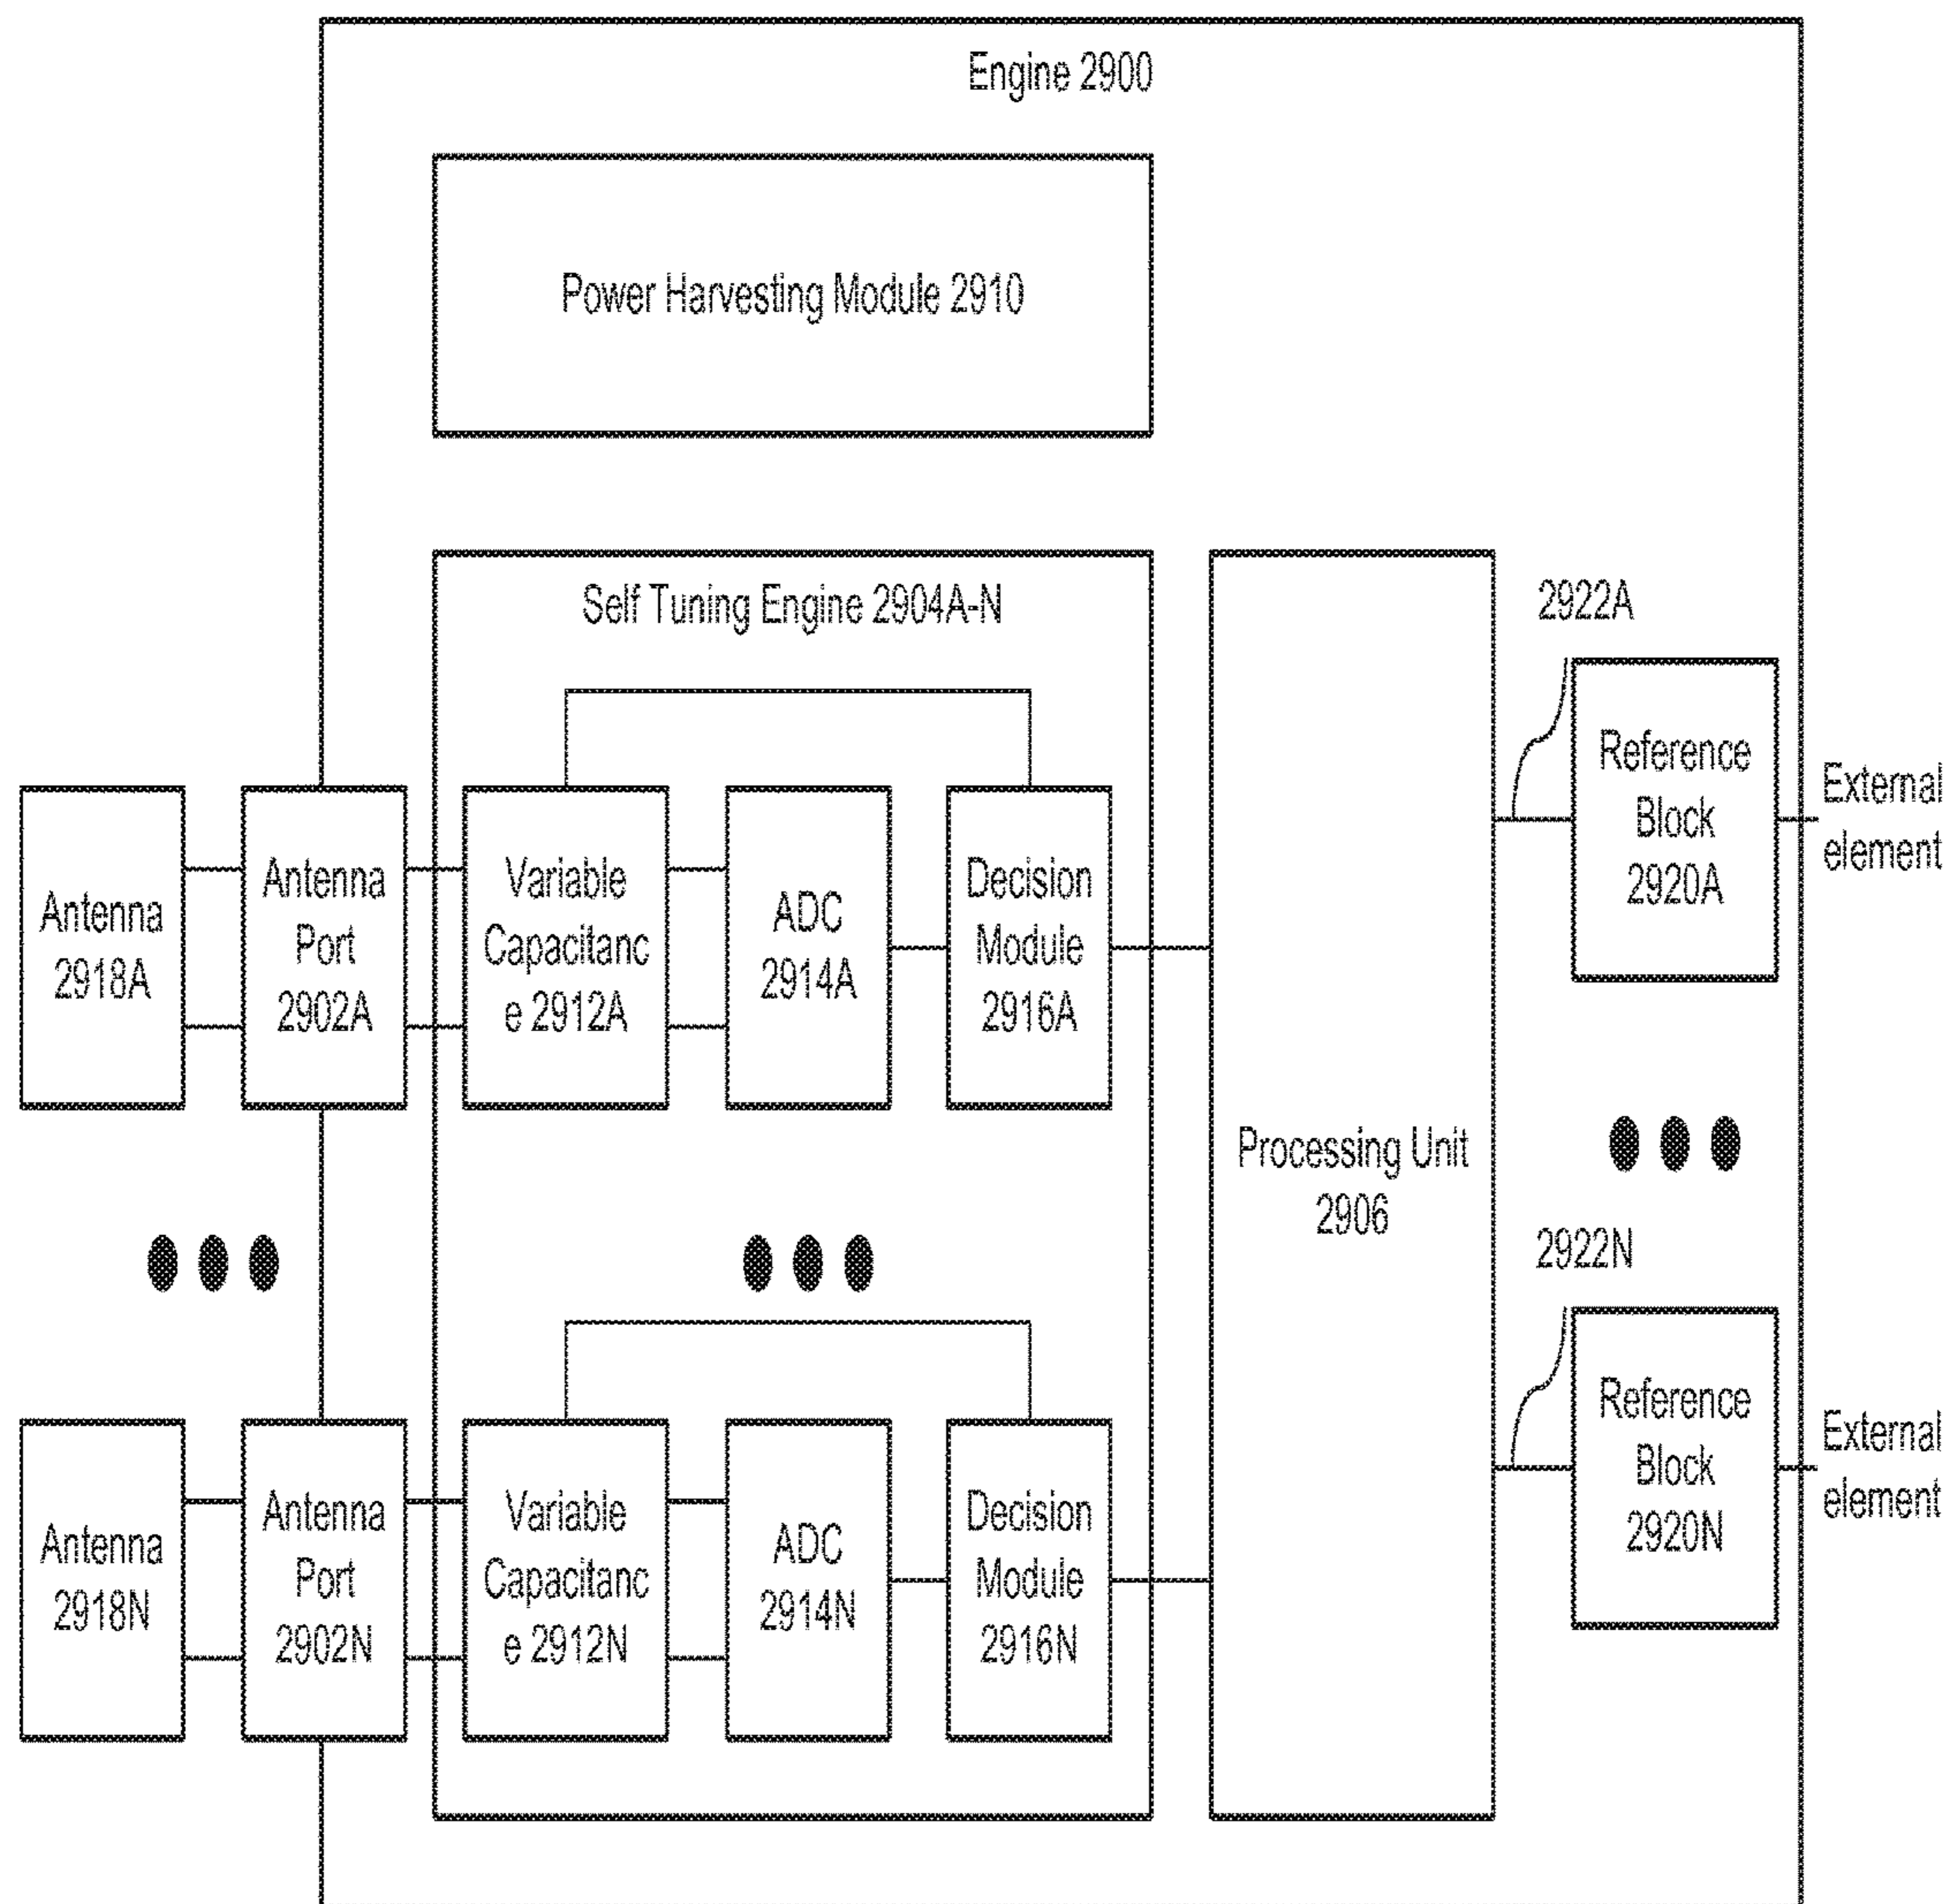 Engine 2900
Power Harvesting Module 2910
Self Tuning Engine 2904A-N
2922A
Antenna
2918A
Antenna
Port
2902A
Variable
Capacitanc
e 2912A
ADC
2914A
Decision
Module
2916A
Reference
Block
2920A
External
element
Processing Unit
2906
2922N
Antenna
2918N
Antenna
Port
2902N
Variable
Capacitanc
e 2912N
ADC
2914N
Decision
Module
2916N
Reference
Block
2920N
External
element